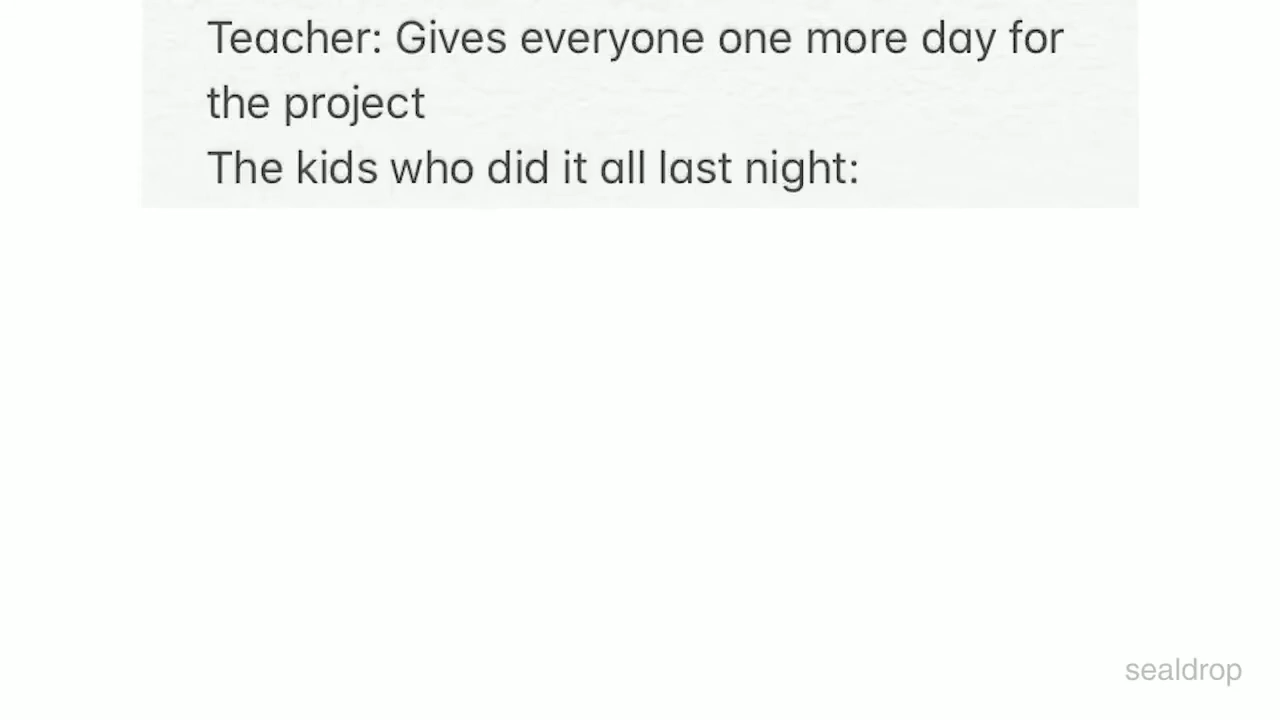 Teacher: Gives everyone one more day for
the project
The kids who did it all last night:
sealdrop